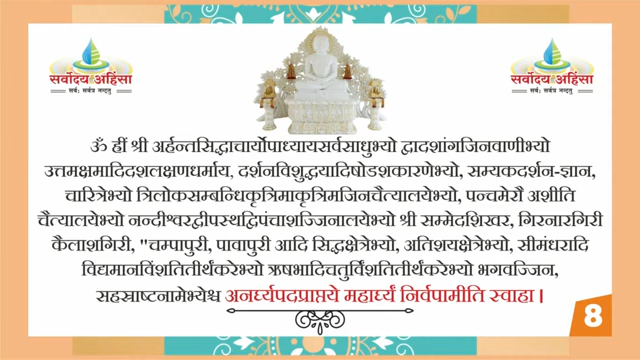 सर्वोदय अहिंसा
सर्वः सर्वत्र नन्दतु
सर्वोदय अहिंसा
सर्वः सर्वत्र नन्दतु
ॐ ह्रीं श्री अर्हन्तसिद्धाचार्योपाध्यायसर्वसाधुभ्यो द्वादशांगजिनवाणीभ्यो
उत्तमक्षमादिदशलक्षणधर्माय, दर्शनविशुद्धयादिषोडशकारणेभ्यो, सम्यकदर्शन-ज्ञान,
चारित्रेभ्यो त्रिलोकसम्बन्धिकृत्रिमाकृत्रिमजिनचैत्यालयेभ्यो, पन्चमेरौ अशीति
चैत्यालयेभ्यो नन्दीश्वरद्वीपस्थद्विपंचाशज्जिनालयेभ्यो श्री सम्मेदशिखर, गिरनारगिरी
कैलाशगिरी, "चम्पापुरी, पावापुरी आदि सिद्धक्षेत्रेभ्यो, अतिशयक्षेत्रेभ्यो, सीमंधरादि
विद्यमानविंशतितीर्थंकरेभ्यो ऋषभादिचतुर्विंशतितीर्थंकरेभ्यो भगवज्जिन,
सहस्राष्टनामेभ्येश्च अनर्घ्यपदप्राप्तये महार्घ्यं निर्वपामीति स्वाहा।
8